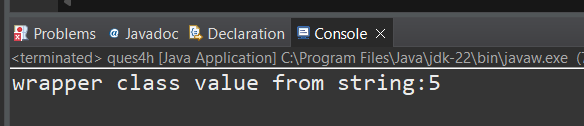 Problems @ Javadoc Declaration Console ×
<terminated> ques4h [Java Application] C:\Program Files\Java\jdk-22\bin\javaw.exe
wrapper class value from string:5